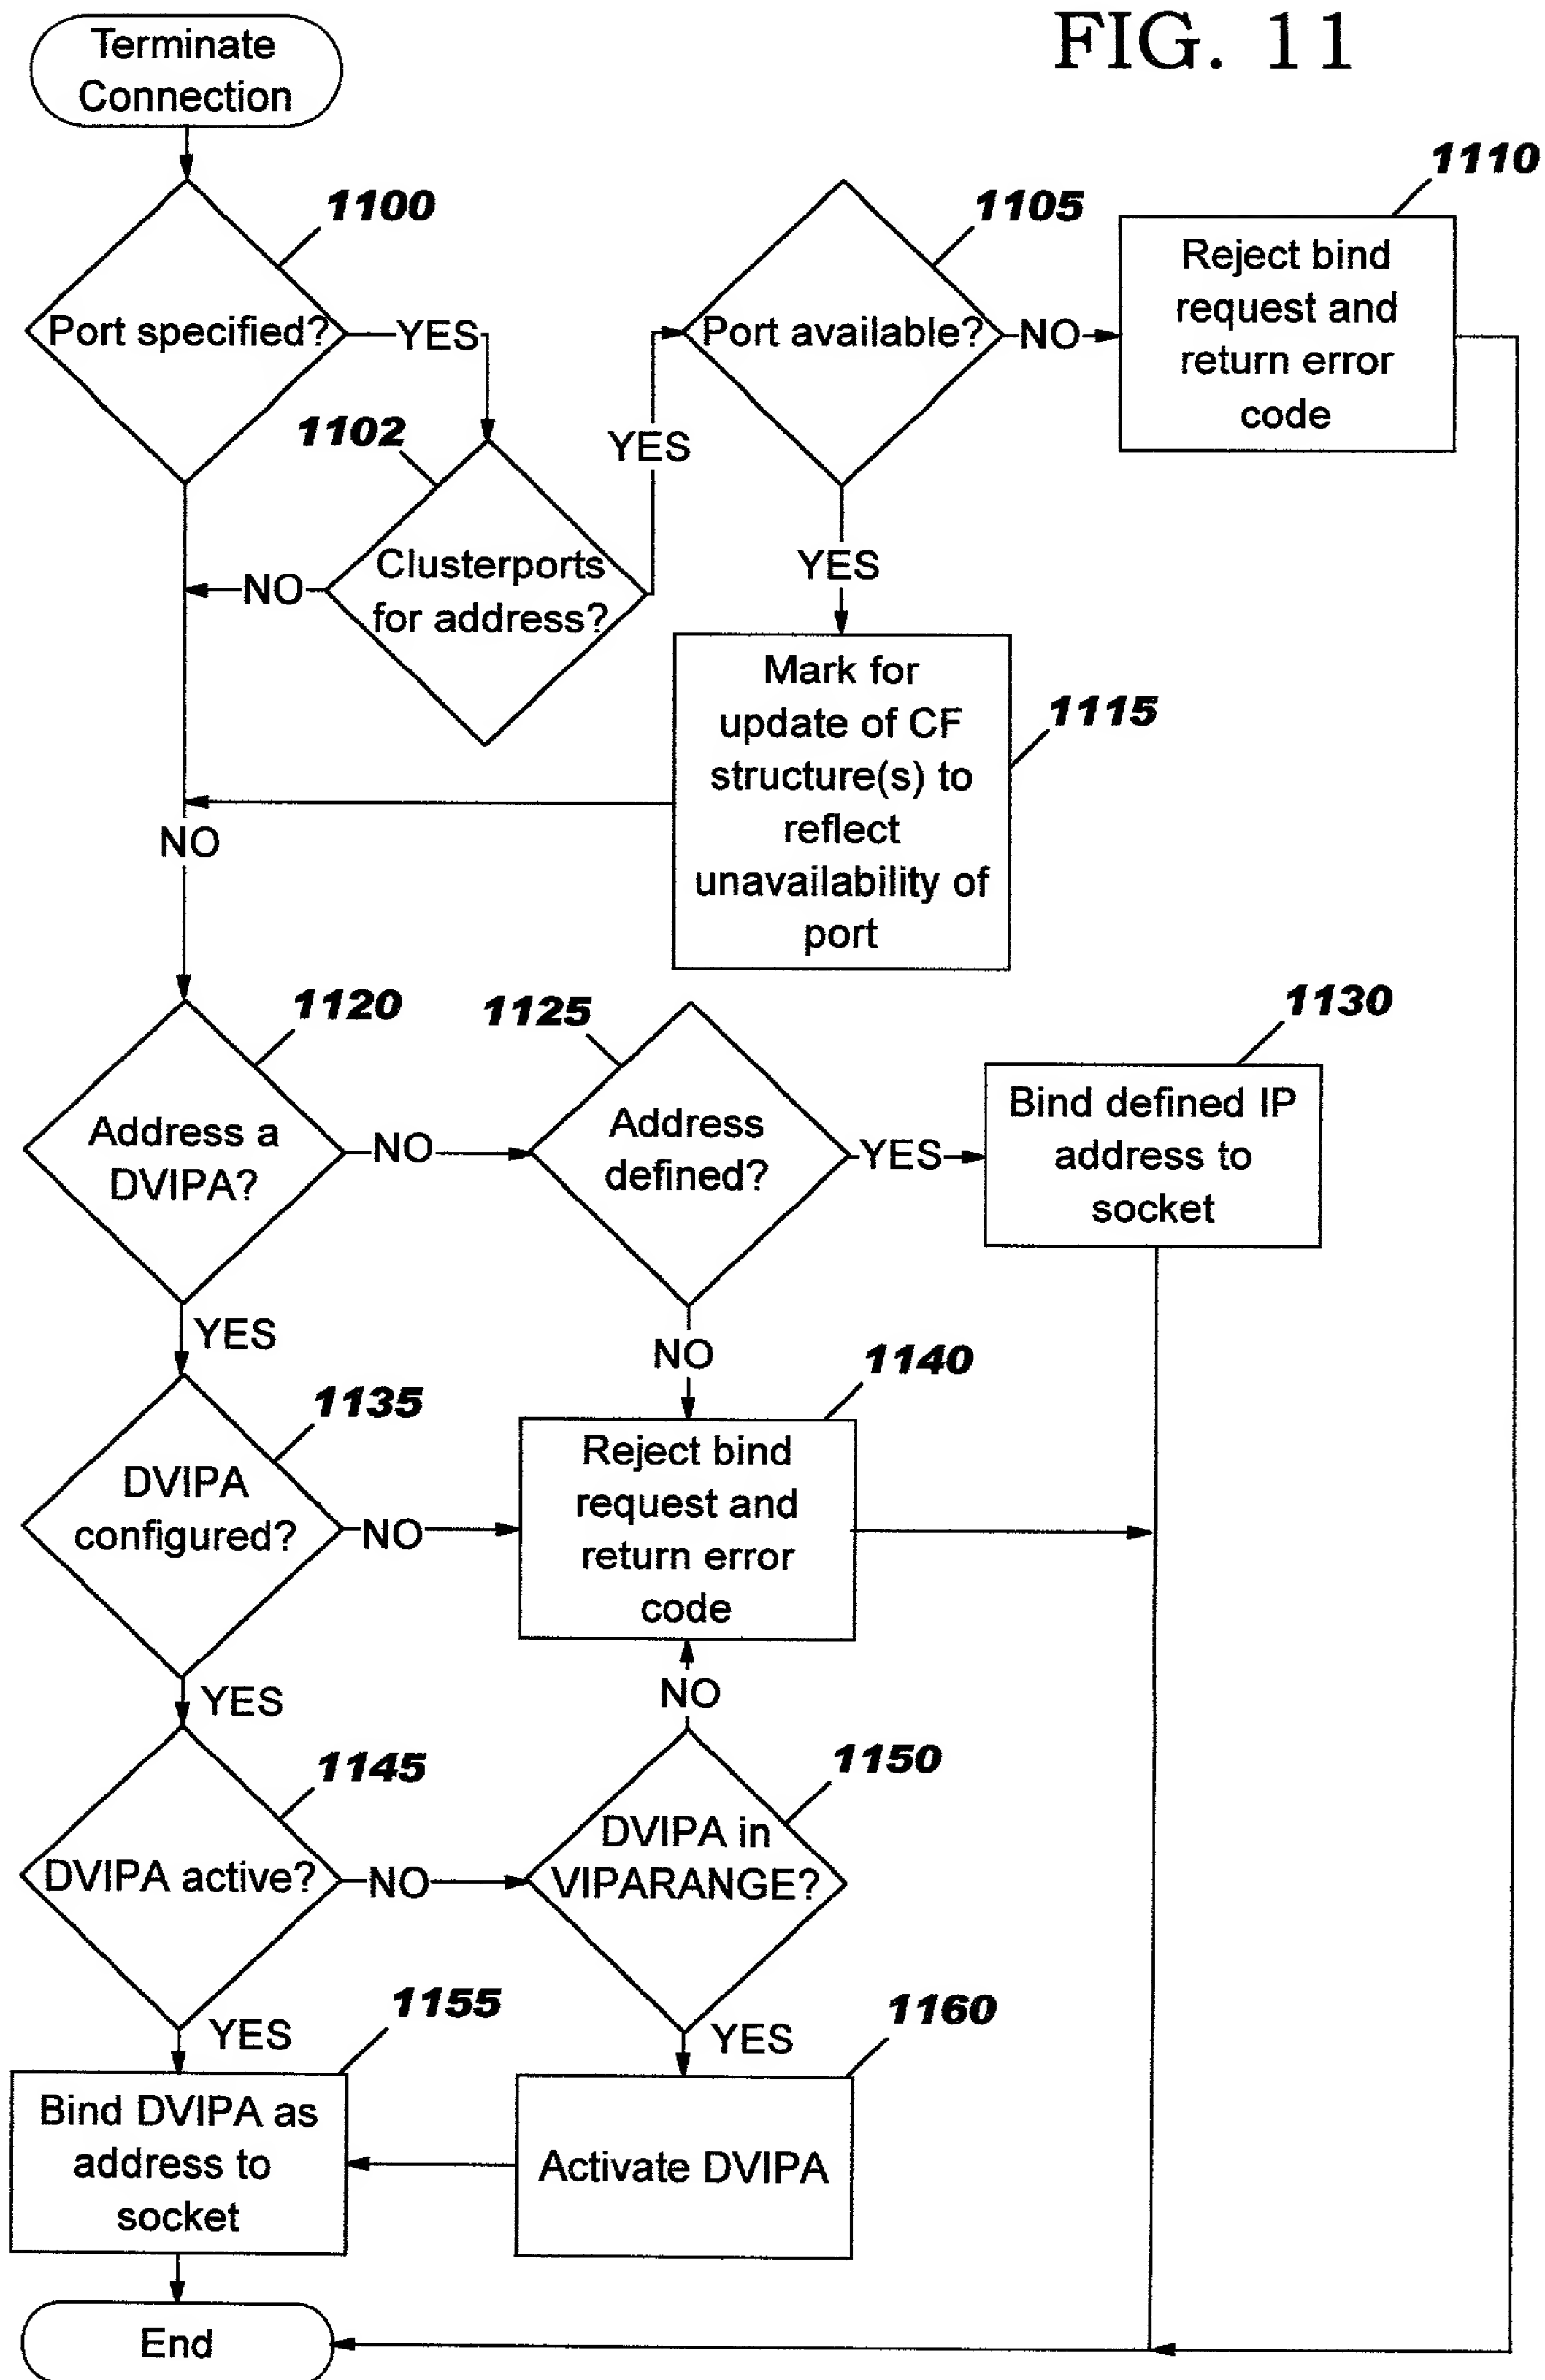 FIG. 11
Terminate
Connection
1100
Port specified?
YES
1102
Clusterports
for address?
NO
YES
1105
Port available?
NO
1110
Reject bind
request and
return error
code
YES
Mark for
update of CF
structure(s) to
reflect
unavailability of
port
1115
NO
1120
Address a
DVIPA?
NO
1125
Address
defined?
YES
1130
Bind defined IP
address to
socket
YES
NO
1135
DVIPA
configured?
NO
1140
Reject bind
request and
return error
code
YES
NO
1145
DVIPA active?
NO
1150
DVIPA in
VIPARANGE?
YES
YES
1155
Bind DVIPA as
address to
socket
1160
Activate DVIPA
End